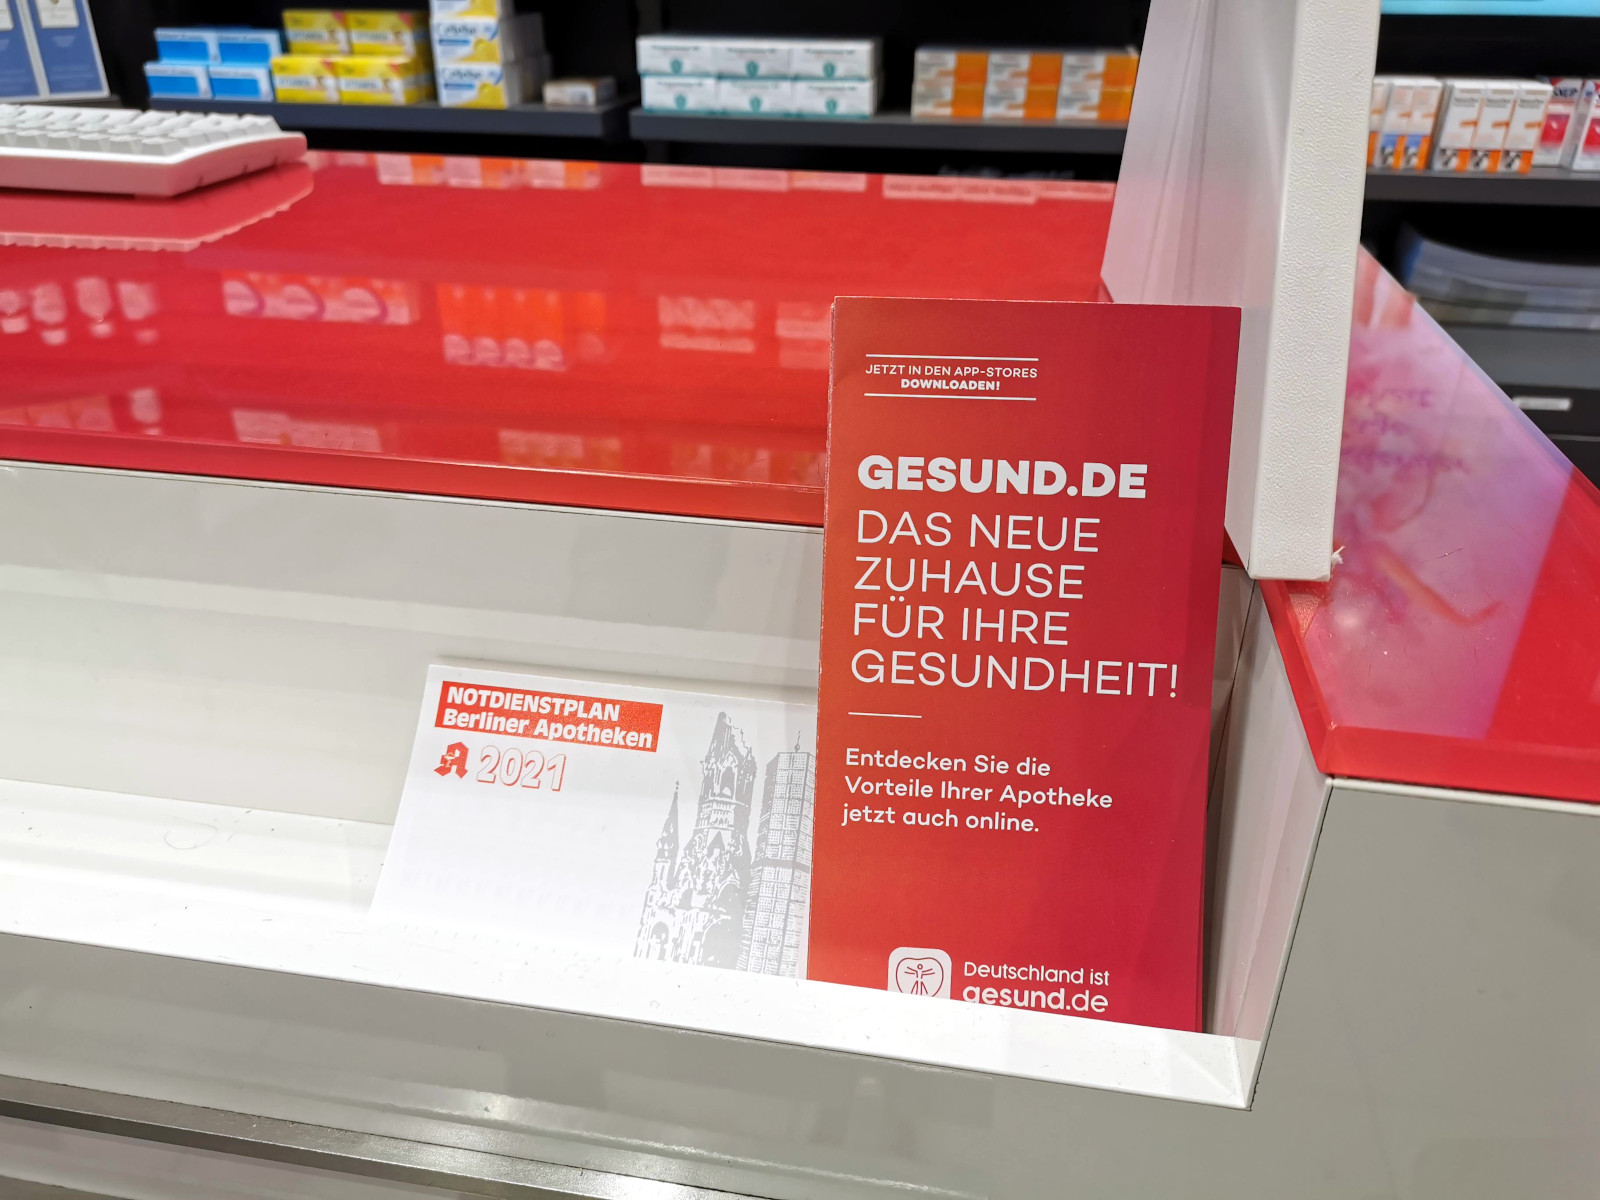 JETZT IN DEN APP-STORES
DOWNLOADEN!
GESUND.DE
DAS NEUE
ZUHAUSE
FÜR IHRE
GESUNDHEIT!
Entdecken Sie die
Vorteile Ihrer Apotheke
jetzt auch online.
Deutschland ist
gesund.de
NOTDIENSTPLAN
Berliner Apotheken
2021